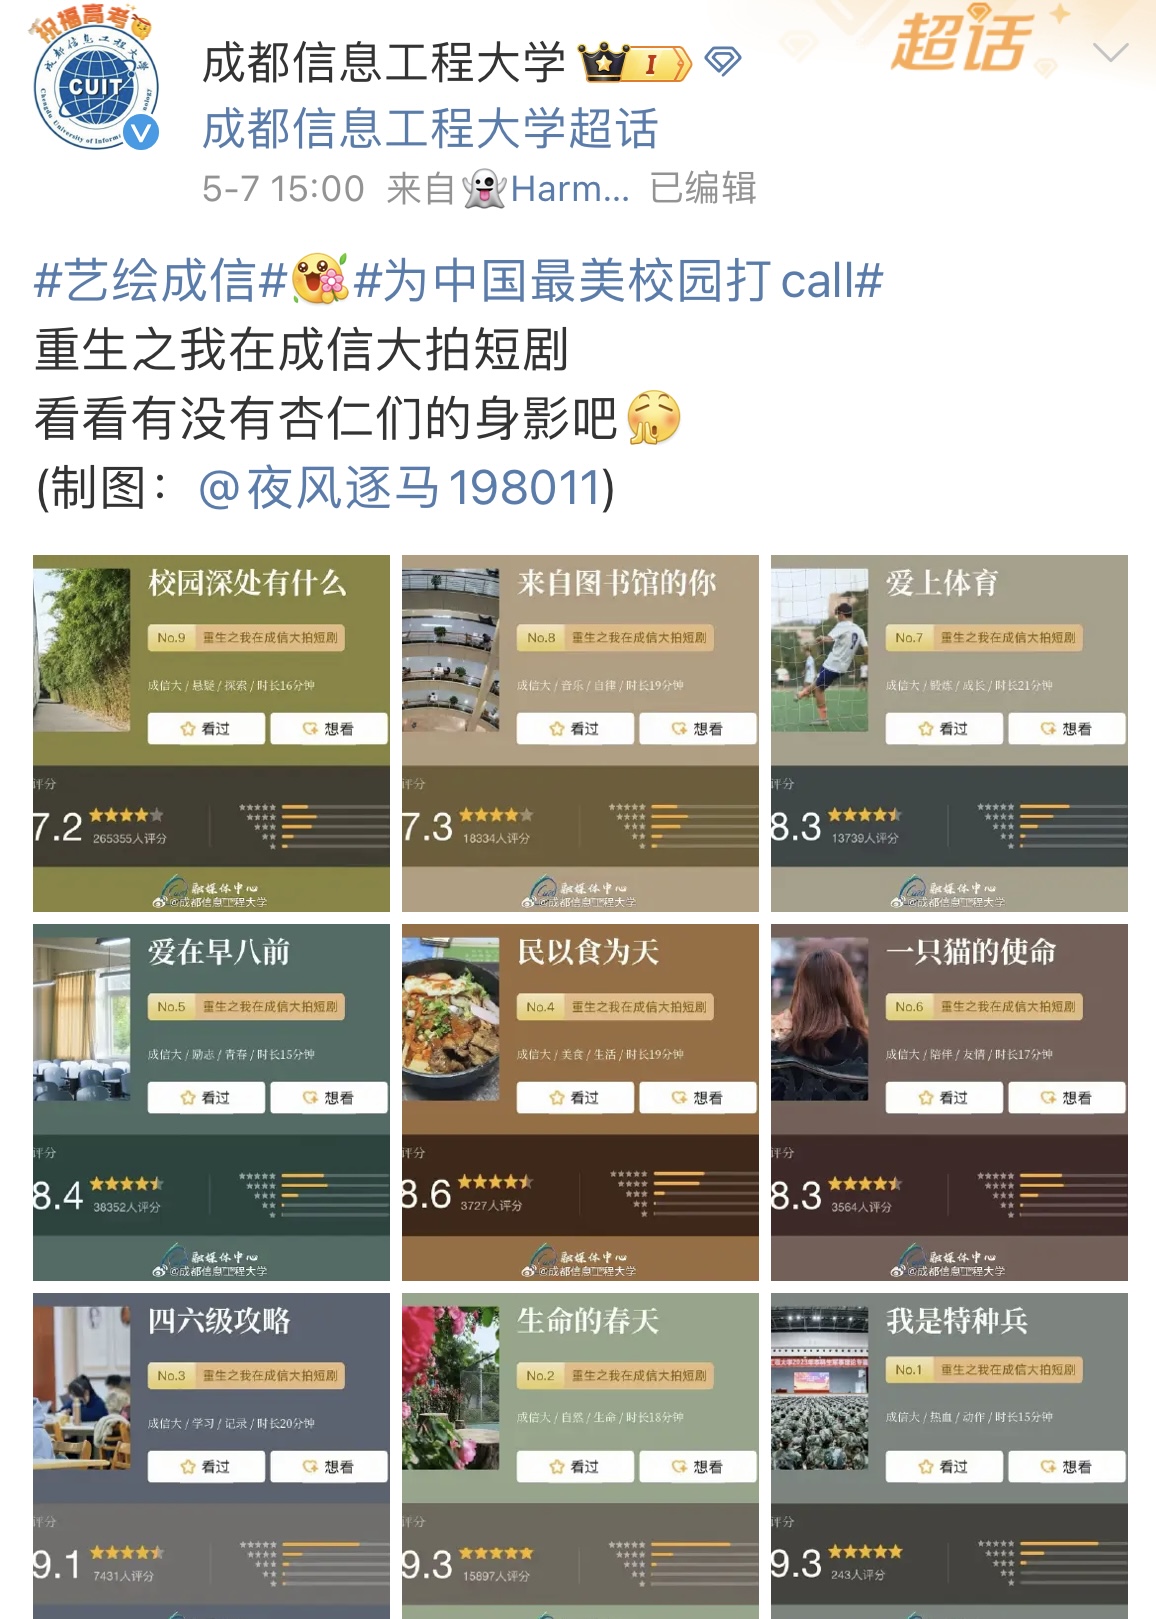 祝福高考
成都信息工程大学
CUIT
成都信息工程大学 I
超话
成都信息工程大学超话
5-7 15:00 来自Harm... 已编辑
#艺绘成信##为中国最美校园打call#
重生之我在成信大拍短剧
看看有没有杏仁们的身影吧
(制图：@夜风逐马198011)
校园深处有什么
No.9 重生之我在成信大拍短剧
成信大 / 悬疑 / 探索 / 时长16分钟
看过 想看
评分
7.2
265355人评分
融媒体中心
@成都信息工程大学
来自图书馆的你
No.8 重生之我在成信大拍短剧
成信大 / 音乐 / 自律 / 时长19分钟
看过 想看
评分
7.3
18334人评分
融媒体中心
@成都信息工程大学
爱上体育
No.7 重生之我在成信大拍短剧
成信大 / 锻炼 / 成长 / 时长21分钟
看过 想看
评分
8.3
13739人评分
融媒体中心
@成都信息工程大学
爱在早八前
No.5 重生之我在成信大拍短剧
成信大 / 励志 / 青春 / 时长15分钟
看过 想看
评分
8.4
38352人评分
融媒体中心
@成都信息工程大学
民以食为天
No.4 重生之我在成信大拍短剧
成信大 / 美食 / 生活 / 时长19分钟
看过 想看
评分
8.6
3727人评分
融媒体中心
@成都信息工程大学
一只猫的使命
No.6 重生之我在成信大拍短剧
成信大 / 陪伴 / 友情 / 时长17分钟
看过 想看
评分
8.3
3564人评分
融媒体中心
@成都信息工程大学
四六级攻略
No.3 重生之我在成信大拍短剧
成信大 / 学习 / 记录 / 时长20分钟
看过 想看
评分
9.1
7431人评分
生命的春天
No.2 重生之我在成信大拍短剧
成信大 / 自然 / 生命 / 时长18分钟
看过 想看
评分
9.3
15897人评分
我是特种兵
No.1 重生之我在成信大拍短剧
成信大 / 热血 / 动作 / 时长15分钟
看过 想看
评分
9.3
243人评分